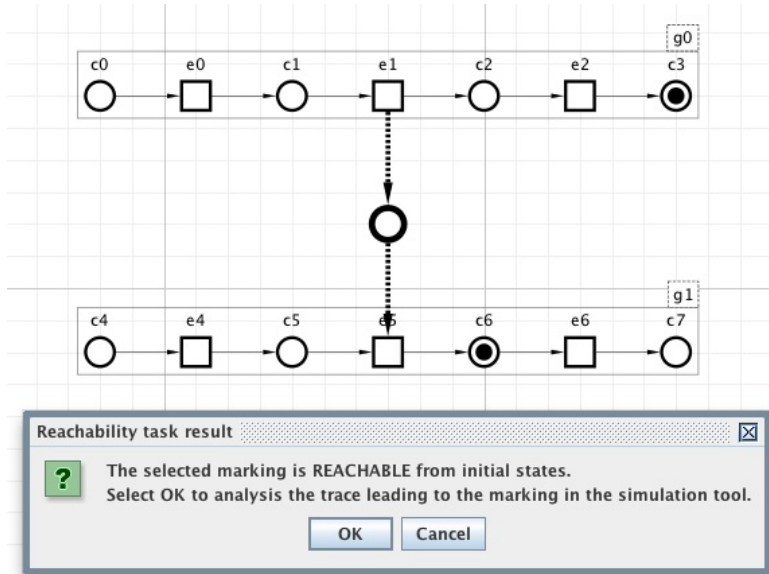 g0
c0 e0 c1 e1 c2 e2 c3
g1
c4 e4 c5 e5 c6 e6 c7
Reachability task result
?
The selected marking is REACHABLE from initial states.
Select OK to analysis the trace leading to the marking in the simulation tool.
OK Cancel